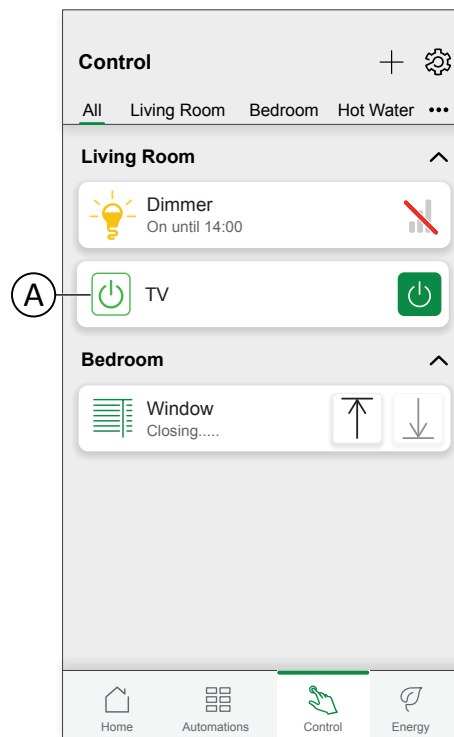 Control
All Living Room Bedroom Hot Water •••
Living Room
Dimmer
On until 14:00
A
TV
Bedroom
Window
Closing.....
Home Automations Control Energy